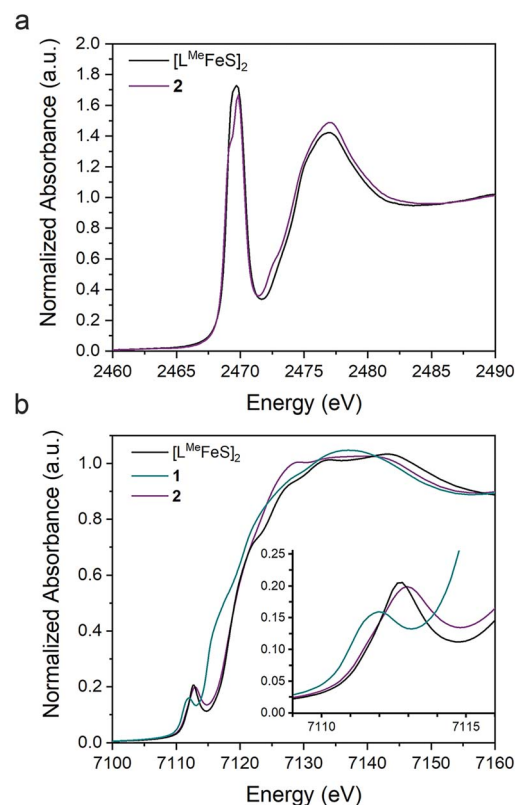 a
[L^MeFeS]2
2
2.0
1.8
1.6
1.4
1.2
1.0
0.8
0.6
0.4
0.2
0.0
Normalized Absorbance (a.u.)
2460 2465 2470 2475 2480 2485 2490
Energy (eV)
b
[L^MeFeS]2
1
2
1.0
0.8
0.6
0.4
0.2
0.0
Normalized Absorbance (a.u.)
0.25
0.20
0.15
0.10
0.05
0.00
7110 7115
7100 7110 7120 7130 7140 7150 7160
Energy (eV)